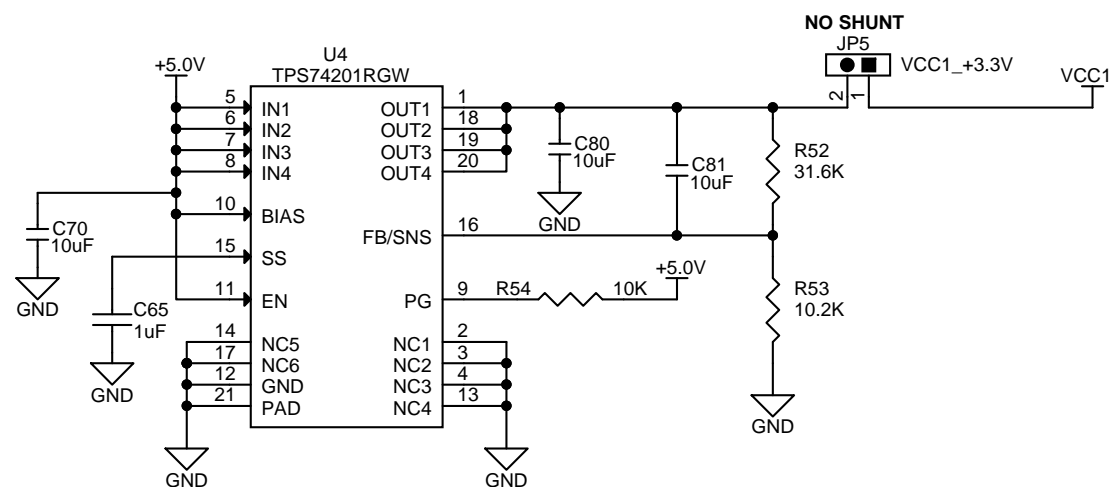 NO SHUNT
JP5
VCC1_+3.3V
VCC1
2
1
U4
TPS74201RGW
+5.0V
5 IN1
6 IN2
7 IN3
8 IN4
10 BIAS
15 SS
11 EN
14 NC5
17 NC6
12 GND
21 PAD
OUT1 1
OUT2 18
OUT3 19
OUT4 20
FB/SNS 16
PG 9
NC1 2
NC2 3
NC3 4
NC4 13
C70
10uF
GND
C65
1uF
GND
GND
GND
C80
10uF
GND
C81
10uF
R52
31.6K
R54 10K
+5.0V
R53
10.2K
GND